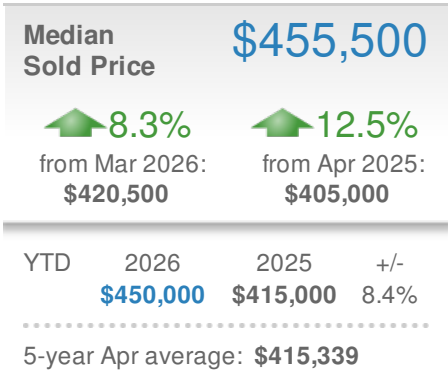 Median $455,500
Sold Price
8.3% 12.5%
from Mar 2026: from Apr 2025:
$420,500 $405,000
YTD 2026 2025 +/-
$450,000 $415,000 8.4%
5-year Apr average: $415,339